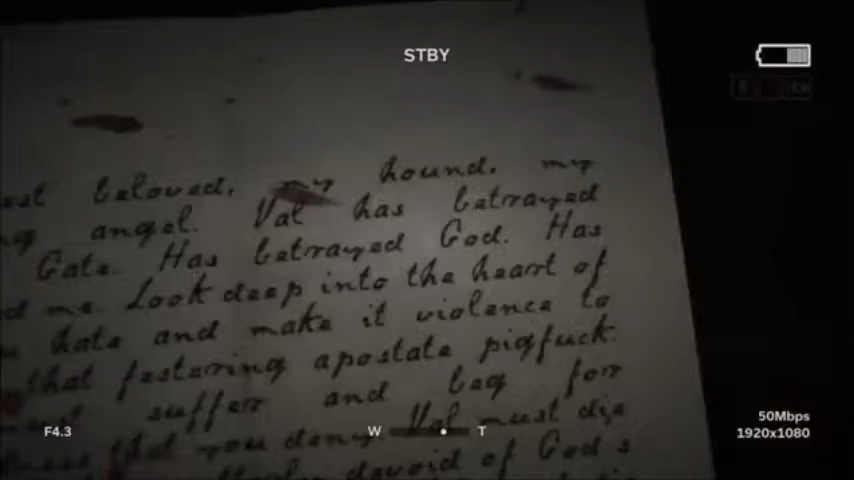 STBY
beloved, my hound, my
angel. Val has betrayed
Gate. Has betrayed God. Has
me. Look deep into the heart of
hate and make it violence to
that festering apostate pigfuck.
suffer and beg for
that you deny. Val must die
devoid of God's
F4.3
W T
50Mbps
1920x1080